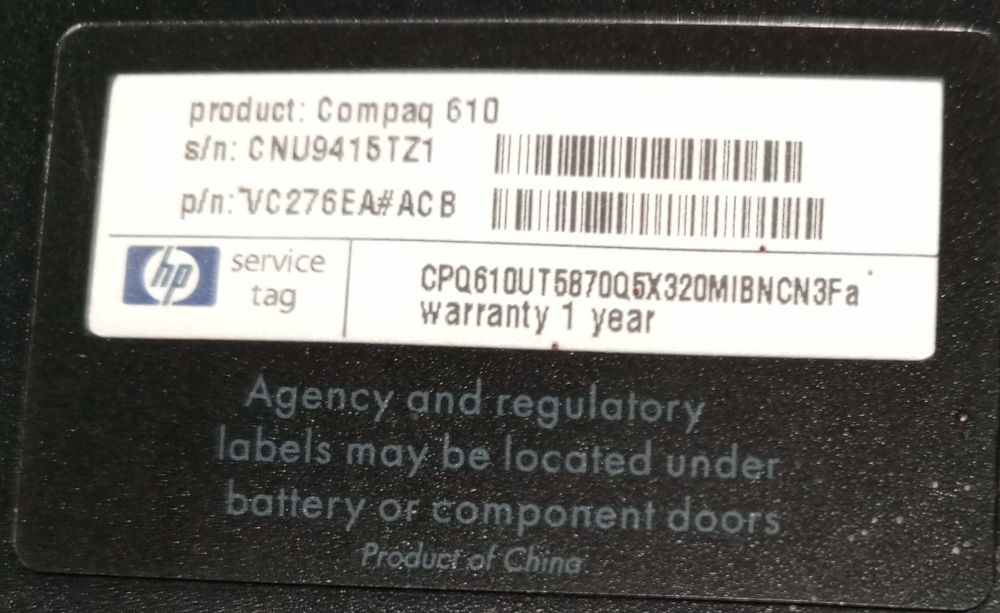 product: Compaq 610
s/n: CNU9415TZ1
p/n: VC276EA#ACB
hp
service
tag
CPQ610UT5870Q5X320MIBNCN3Fa
warranty 1 year
Agency and regulatory
labels may be located under
battery or component doors
Product of China